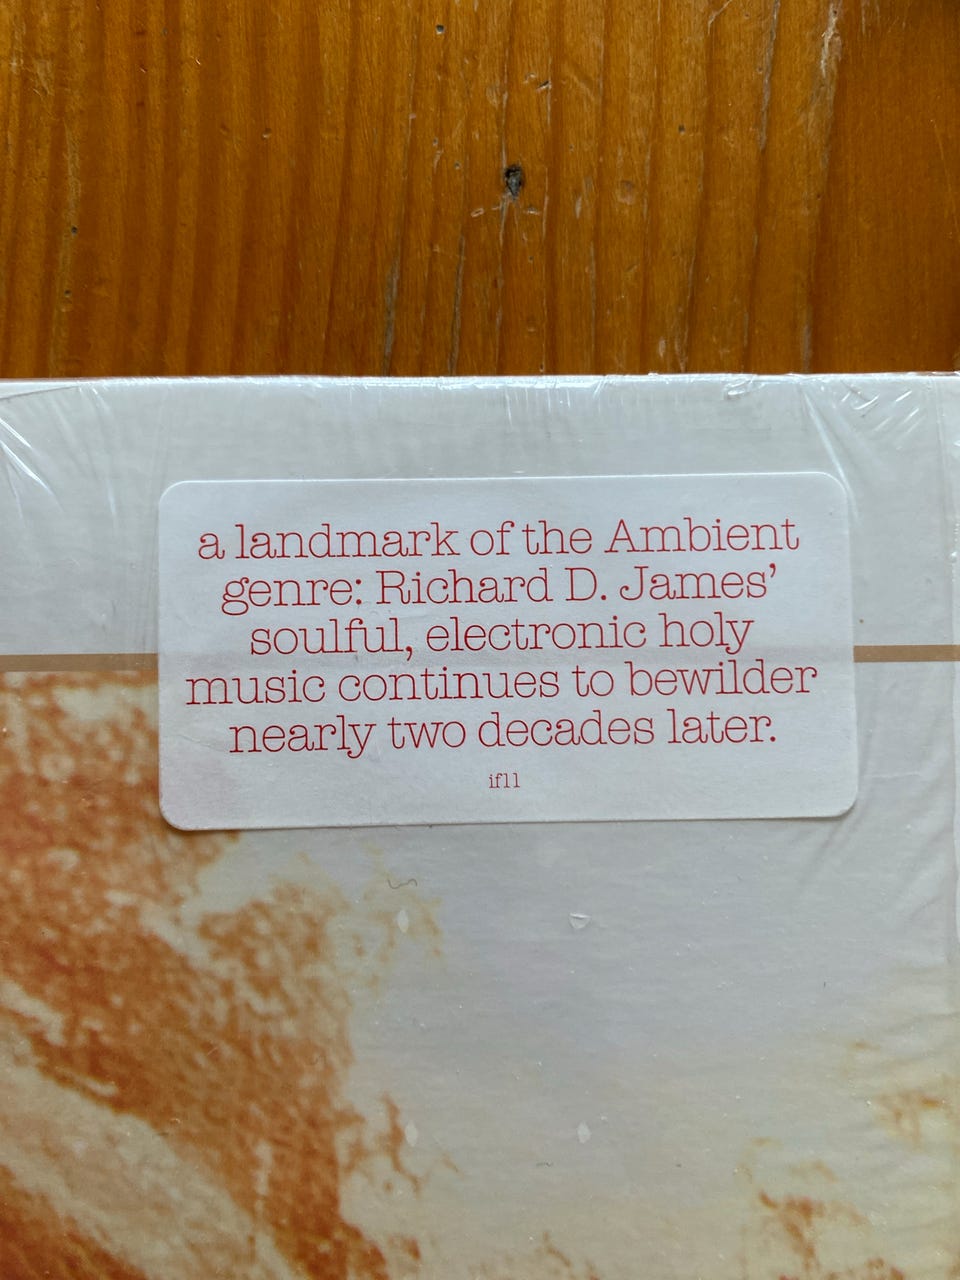 a landmark of the Ambient
genre: Richard D. James’
soulful, electronic holy
music continues to bewilder
nearly two decades later.
if11